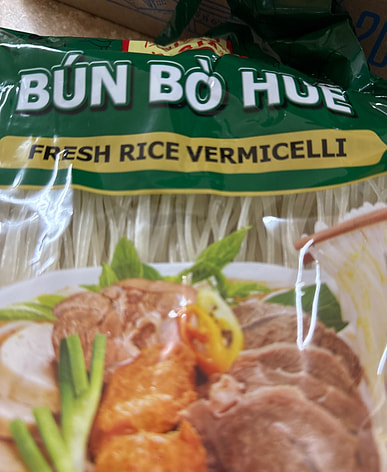 BÚN BÒ HUẾ
FRESH RICE VERMICELLI